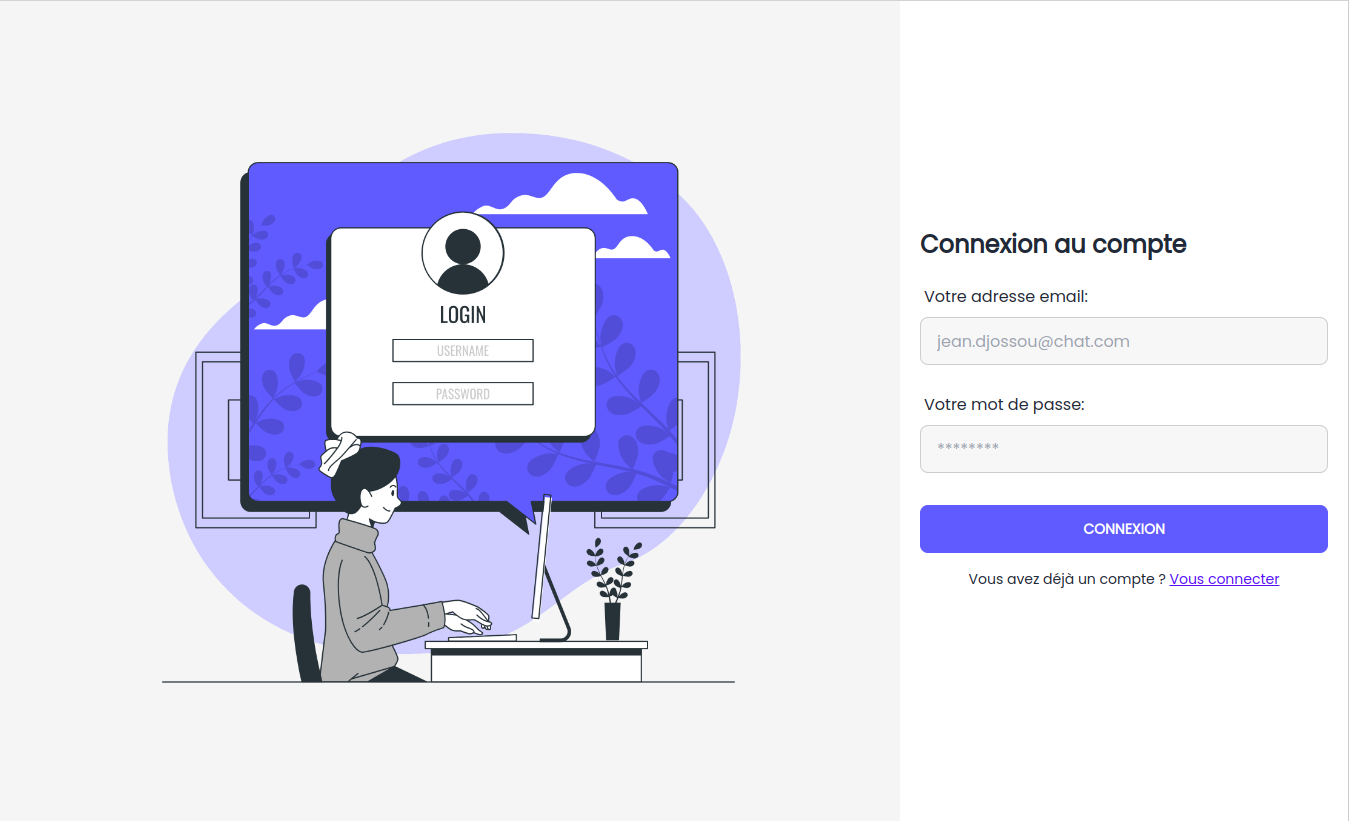 LOGIN
USERNAME
PASSWORD
Connexion au compte
Votre adresse email:
jean.djossou@chat.com
Votre mot de passe:
********
CONNEXION
Vous avez déjà un compte ? Vous connecter